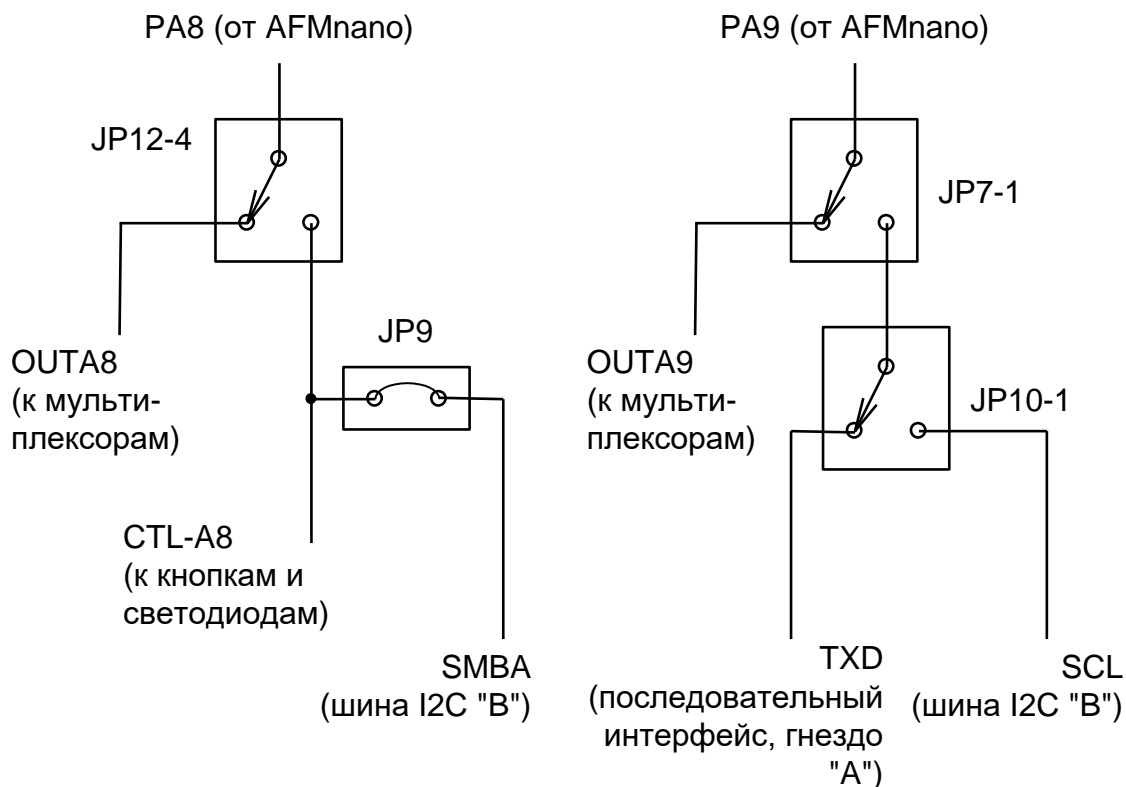 PA8 (от AFMnano)
JP12-4
OUTA8
(к мульти-
плексорам)
JP9
CTL-A8
(к кнопкам и
светодиодам)
SMBA
(шина I2C "B")
PA9 (от AFMnano)
JP7-1
OUTA9
(к мульти-
плексорам)
JP10-1
TXD
(последовательный
интерфейс, гнездо
"A")
SCL
(шина I2C "B")